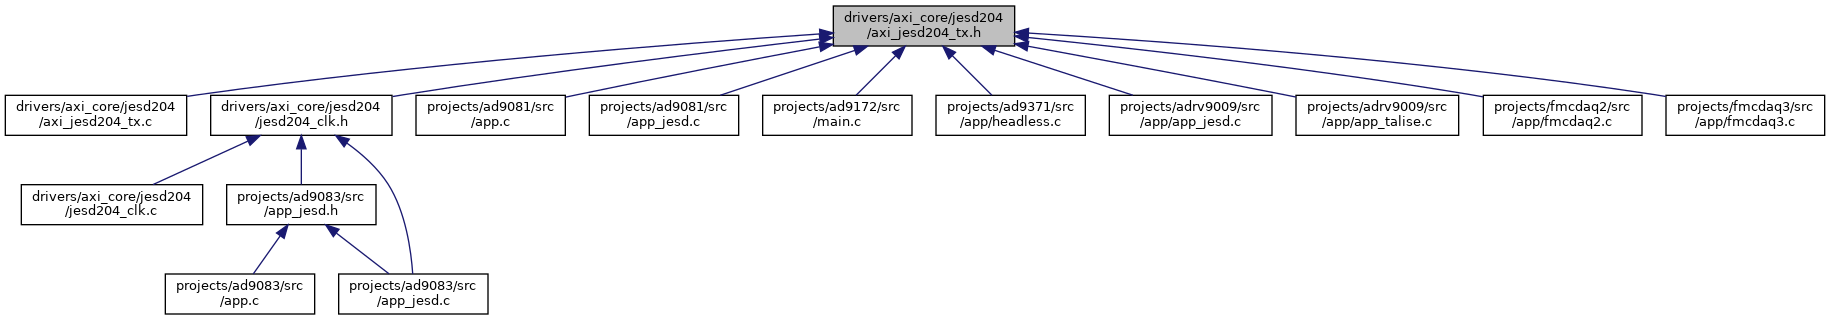 drivers/axi_core/jesd204
/axi_jesd204_tx.h
drivers/axi_core/jesd204
/axi_jesd204_tx.c
drivers/axi_core/jesd204
/jesd204_clk.h
projects/ad9081/src
/app.c
projects/ad9081/src
/app_jesd.c
projects/ad9172/src
/main.c
projects/ad9371/src
/app/headless.c
projects/adrv9009/src
/app/app_jesd.c
projects/adrv9009/src
/app/app_talise.c
projects/fmcdaq2/src
/app/fmcdaq2.c
projects/fmcdaq3/src
/app/fmcdaq3.c
drivers/axi_core/jesd204
/jesd204_clk.c
projects/ad9083/src
/app_jesd.h
projects/ad9083/src
/app.c
projects/ad9083/src
/app_jesd.c